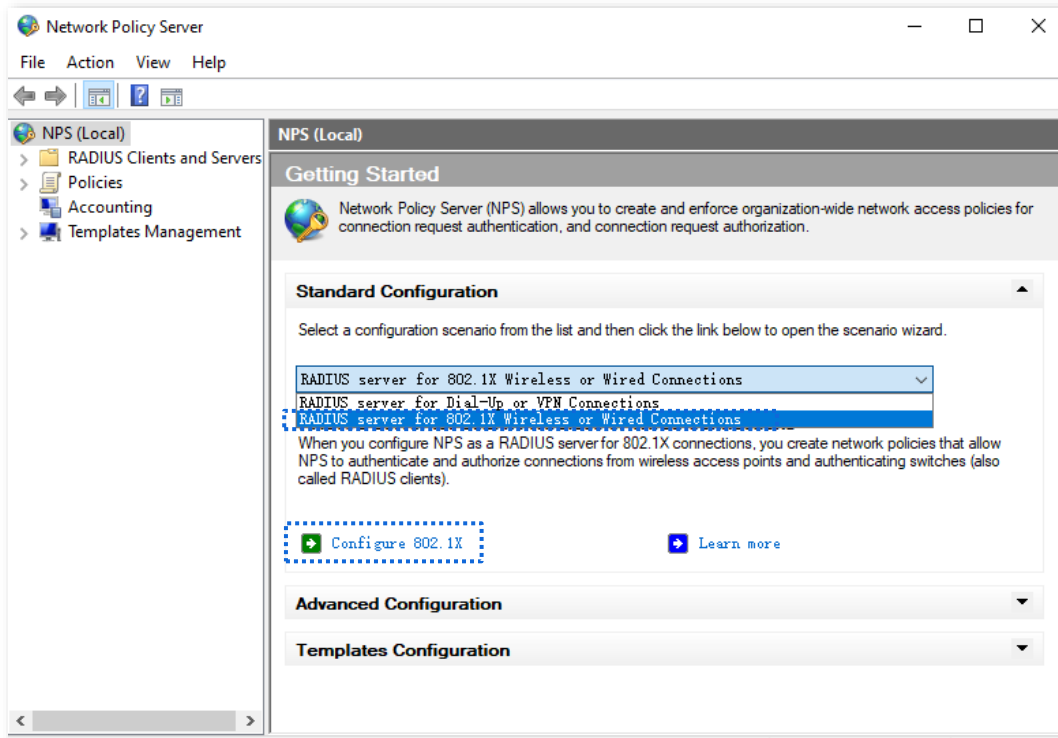 Network Policy Server
File Action View Help
NPS (Local)
RADIUS Clients and Servers
Policies
Accounting
Templates Management
NPS (Local)
Getting Started
Network Policy Server (NPS) allows you to create and enforce organization-wide network access policies for
connection request authentication, and connection request authorization.
Standard Configuration
Select a configuration scenario from the list and then click the link below to open the scenario wizard.
RADIUS server for 802.1X Wireless or Wired Connections
RADIUS server for Dial-Up or VPN Connections
RADIUS server for 802.1X Wireless or Wired Connections
When you configure NPS as a RADIUS server for 802.1X connections, you create network policies that allow
NPS to authenticate and authorize connections from wireless access points and authenticating switches (also
called RADIUS clients).
Configure 802.1X
Learn more
Advanced Configuration
Templates Configuration